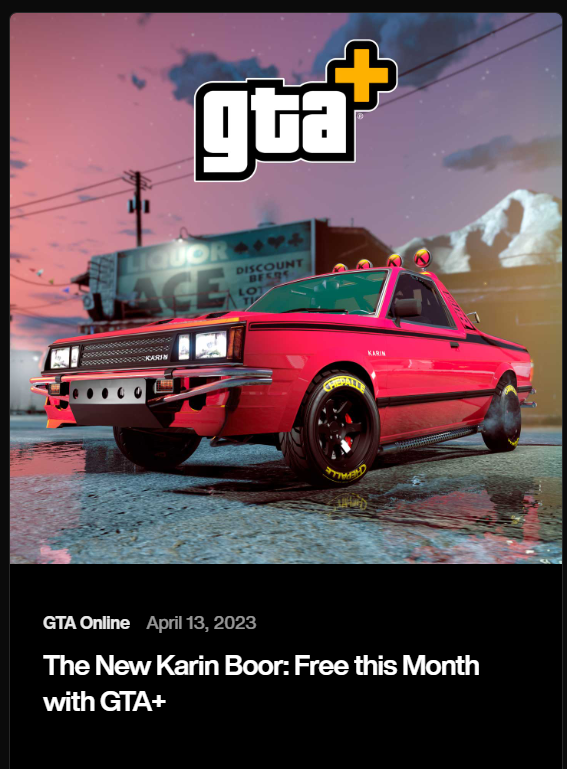 gta+
LIQUOR
ACE
DISCOUNT
BEERS
KARIN
KARIN
CHEPALLE
CHEPALLE
GTA Online April 13, 2023
The New Karin Boor: Free this Month
with GTA+